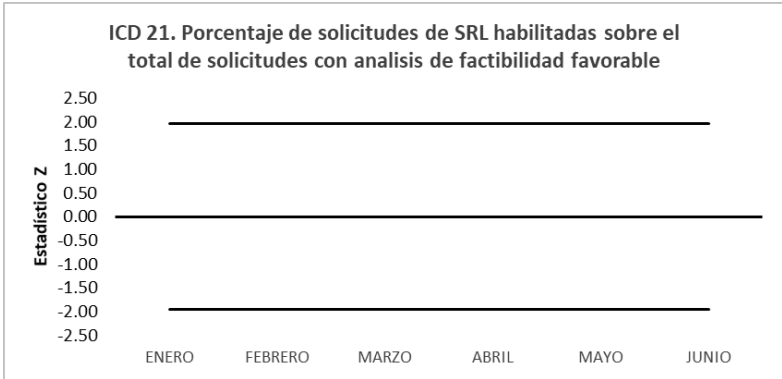 ICD 21. Porcentaje de solicitudes de SRL habilitadas sobre el
total de solicitudes con analisis de factibilidad favorable
Estadístico Z
2.50
2.00
1.50
1.00
0.50
0.00
-0.50
-1.00
-1.50
-2.00
-2.50
ENERO FEBRERO MARZO ABRIL MAYO JUNIO